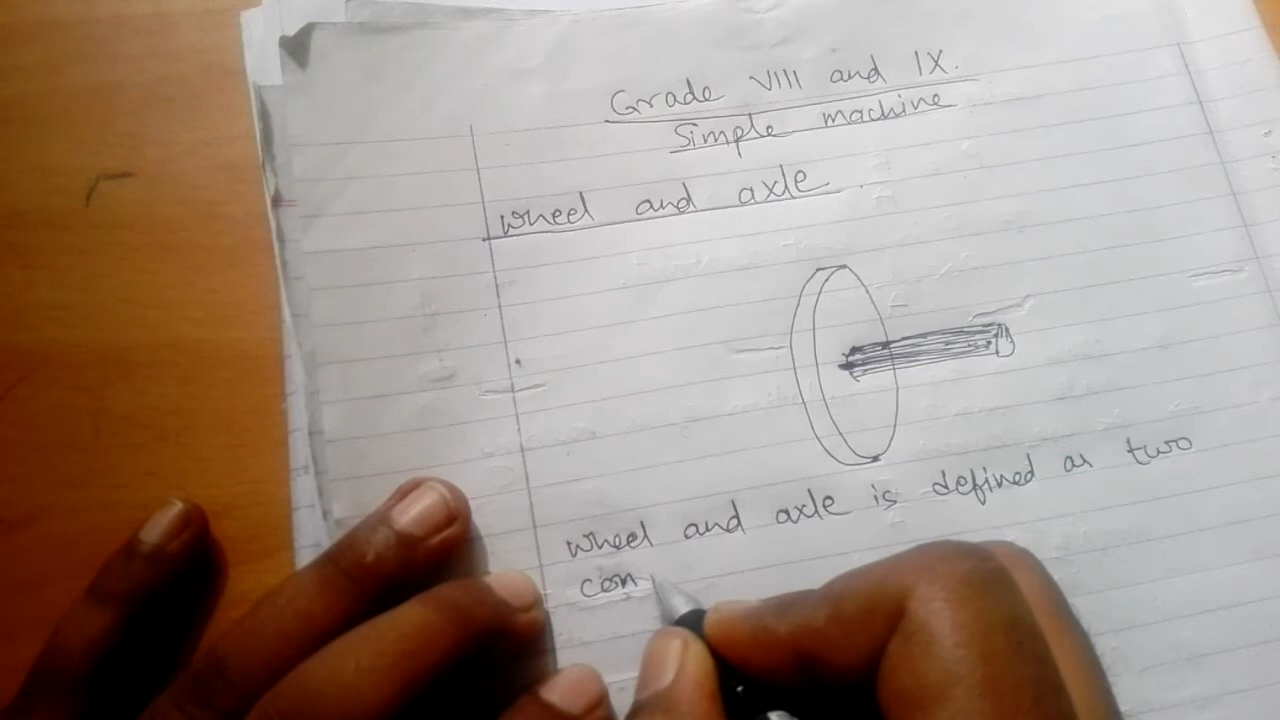 Grade VIII and IX.
Simple machine
wheel and axle
wheel and axle is defined as two
con